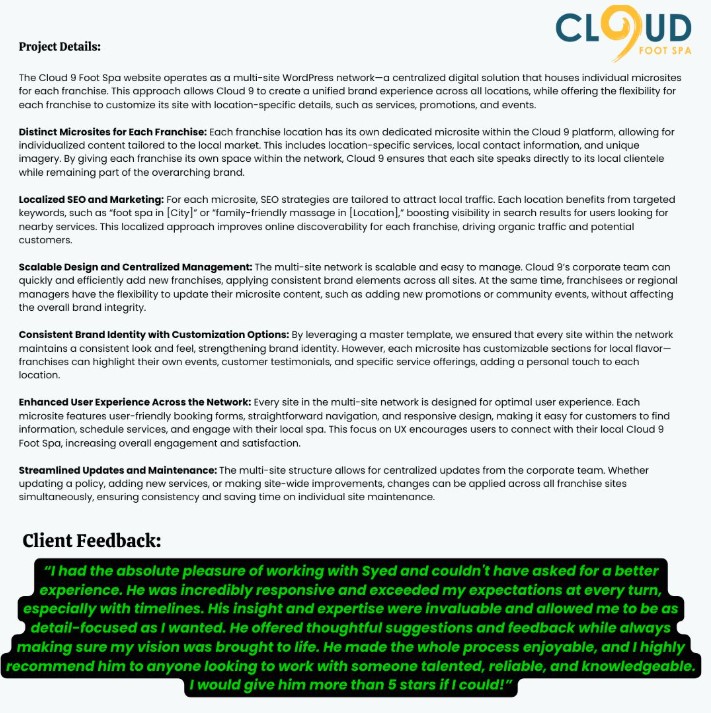 CL9UD
FOOT SPA
Project Details:
The Cloud 9 Foot Spa website operates as a multi-site WordPress network—a centralized digital solution that houses individual microsites
for each franchise. This approach allows Cloud 9 to create a unified brand experience across all locations, while offering the flexibility for
each franchise to customize its site with location-specific details, such as services, promotions, and events.
Distinct Microsites for Each Franchise: Each franchise location has its own dedicated microsite within the Cloud 9 platform, allowing for
individualized content tailored to the local market. This includes location-specific services, local contact information, and unique
imagery. By giving each franchise its own space within the network, Cloud 9 ensures that each site speaks directly to its local clientele
while remaining part of the overarching brand.
Localized SEO and Marketing: For each microsite, SEO strategies are tailored to attract local traffic. Each location benefits from targeted
keywords, such as “foot spa in [City]” or “family-friendly massage in [Location],” boosting visibility in search results for users looking for
nearby services. This localized approach improves online discoverability for each franchise, driving organic traffic and potential
customers.
Scalable Design and Centralized Management: The multi-site network is scalable and easy to manage. Cloud 9’s corporate team can
quickly and efficiently add new franchises, applying consistent brand elements across all sites. At the same time, franchisees or regional
managers have the flexibility to update their microsite content, such as adding new promotions or community events, without affecting
the overall brand integrity.
Consistent Brand Identity with Customization Options: By leveraging a master template, we ensured that every site within the network
maintains a consistent look and feel, strengthening brand identity. However, each microsite has customizable sections for local flavor—
franchises can highlight their own events, customer testimonials, and specific service offerings, adding a personal touch to each
location.
Enhanced User Experience Across the Network: Every site in the multi-site network is designed for optimal user experience. Each
microsite features user-friendly booking forms, straightforward navigation, and responsive design, making it easy for customers to find
information, schedule services, and engage with their local spa. This focus on UX encourages users to connect with their local Cloud 9
Foot Spa, increasing overall engagement and satisfaction.
Streamlined Updates and Maintenance: The multi-site structure allows for centralized updates from the corporate team. Whether
updating a policy, adding new services, or making site-wide improvements, changes can be applied across all franchise sites
simultaneously, ensuring consistency and saving time on individual site maintenance.
Client Feedback:
“I had the absolute pleasure of working with Syed and couldn't have asked for a better
experience. He was incredibly responsive and exceeded my expectations at every turn,
especially with timelines. His insight and expertise were invaluable and allowed me to be as
detail-focused as I wanted. He offered thoughtful suggestions and feedback while always
making sure my vision was brought to life. He made the whole process enjoyable, and I highly
recommend him to anyone looking to work with someone talented, reliable, and knowledgeable.
I would give him more than 5 stars if I could!”